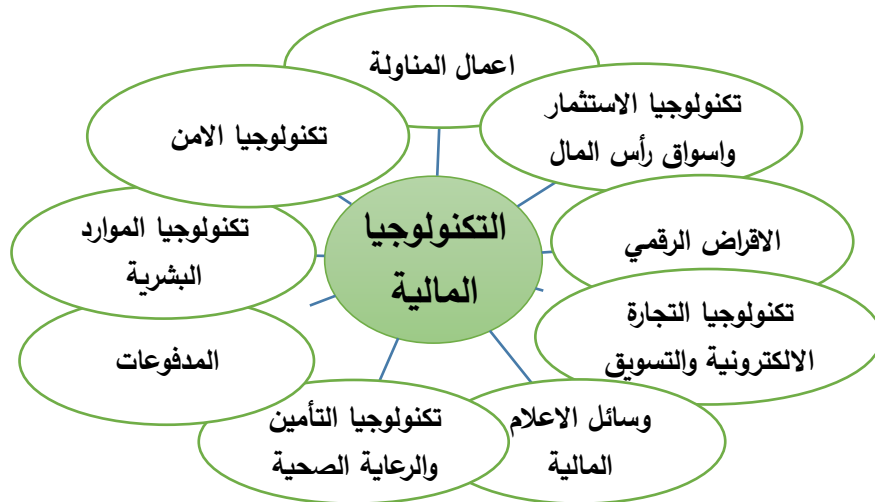 اعمال المناولة
تكنولوجيا الاستثمار
واسواق رأس المال
الاقراض الرقمي
تكنولوجيا التجارة
الالكترونية والتسويق
وسائل الاعلام
المالية
تكنولوجيا التأمين
والرعاية الصحية
المدفوعات
تكنولوجيا الموارد
البشرية
تكنولوجيا الامن
التكنولوجيا
المالية